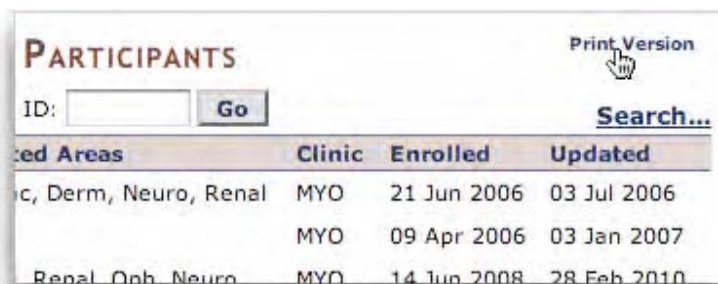 PARTICIPANTS
Print Version
ID: Go
Search...
ted Areas Clinic Enrolled Updated
c, Derm, Neuro, Renal MYO 21 Jun 2006 03 Jul 2006
MYO 09 Apr 2006 03 Jan 2007
Renal, Oph, Neuro MYO 14 Jun 2008 28 Feb 2010